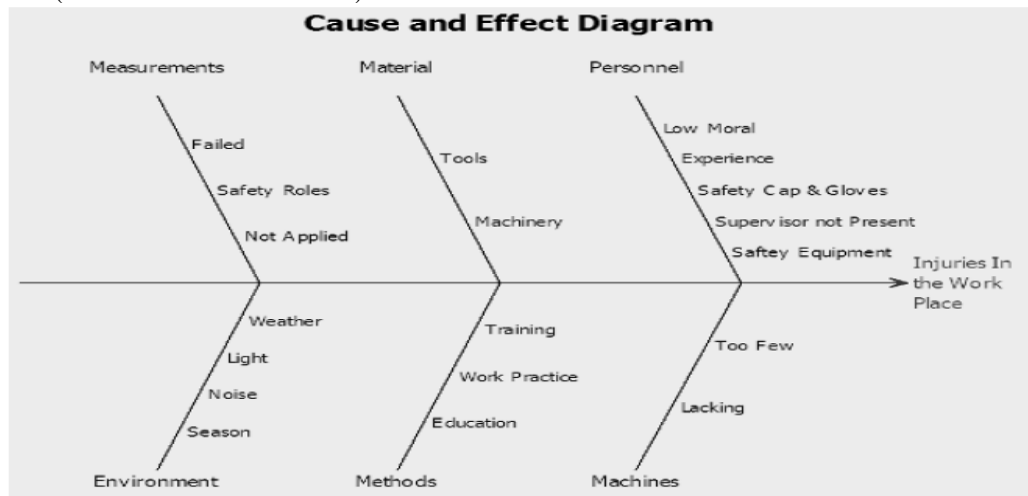 Cause and Effect Diagram
Measurements
Material
Personnel
Failed
Safety Roles
Not Applied
Tools
Machinery
Low Moral
Experience
Safety Cap & Gloves
Supervisor not Present
Saftey Equipment
Injuries In
the Work
Place
Weather
Light
Noise
Season
Training
Work Practice
Education
Too Few
Lacking
Environment
Methods
Machines